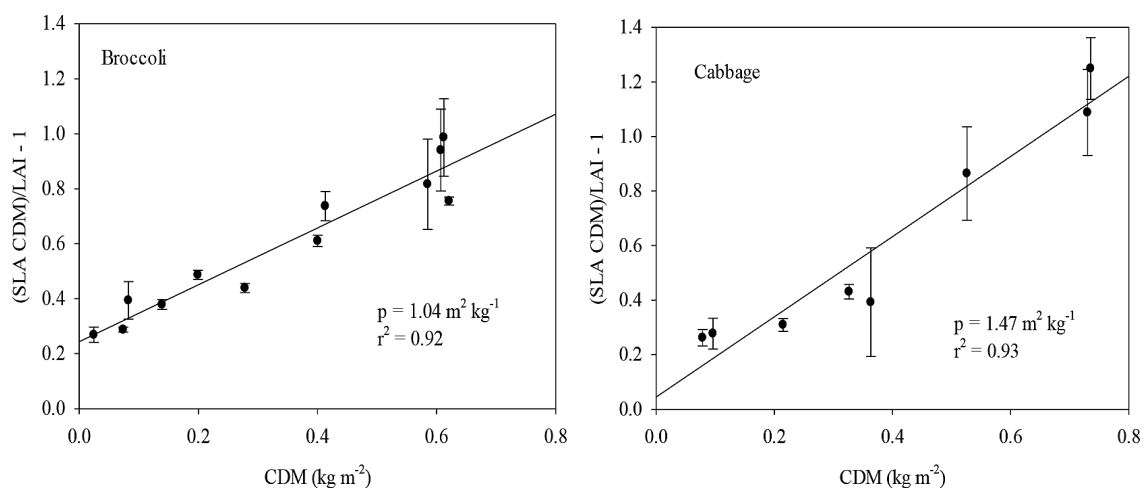 Broccoli
(SLA CDM)/LAI - 1
1.4
1.2
1.0
0.8
0.6
0.4
0.2
0.0
p = 1.04 m² kg⁻¹
r² = 0.92
0.0 0.2 0.4 0.6 0.8
CDM (kg m⁻²)
Cabbage
(SLA CDM)/LAI - 1
1.4
1.2
1.0
0.8
0.6
0.4
0.2
0.0
p = 1.47 m² kg⁻¹
r² = 0.93
0.0 0.2 0.4 0.6 0.8
CDM (kg m⁻²)